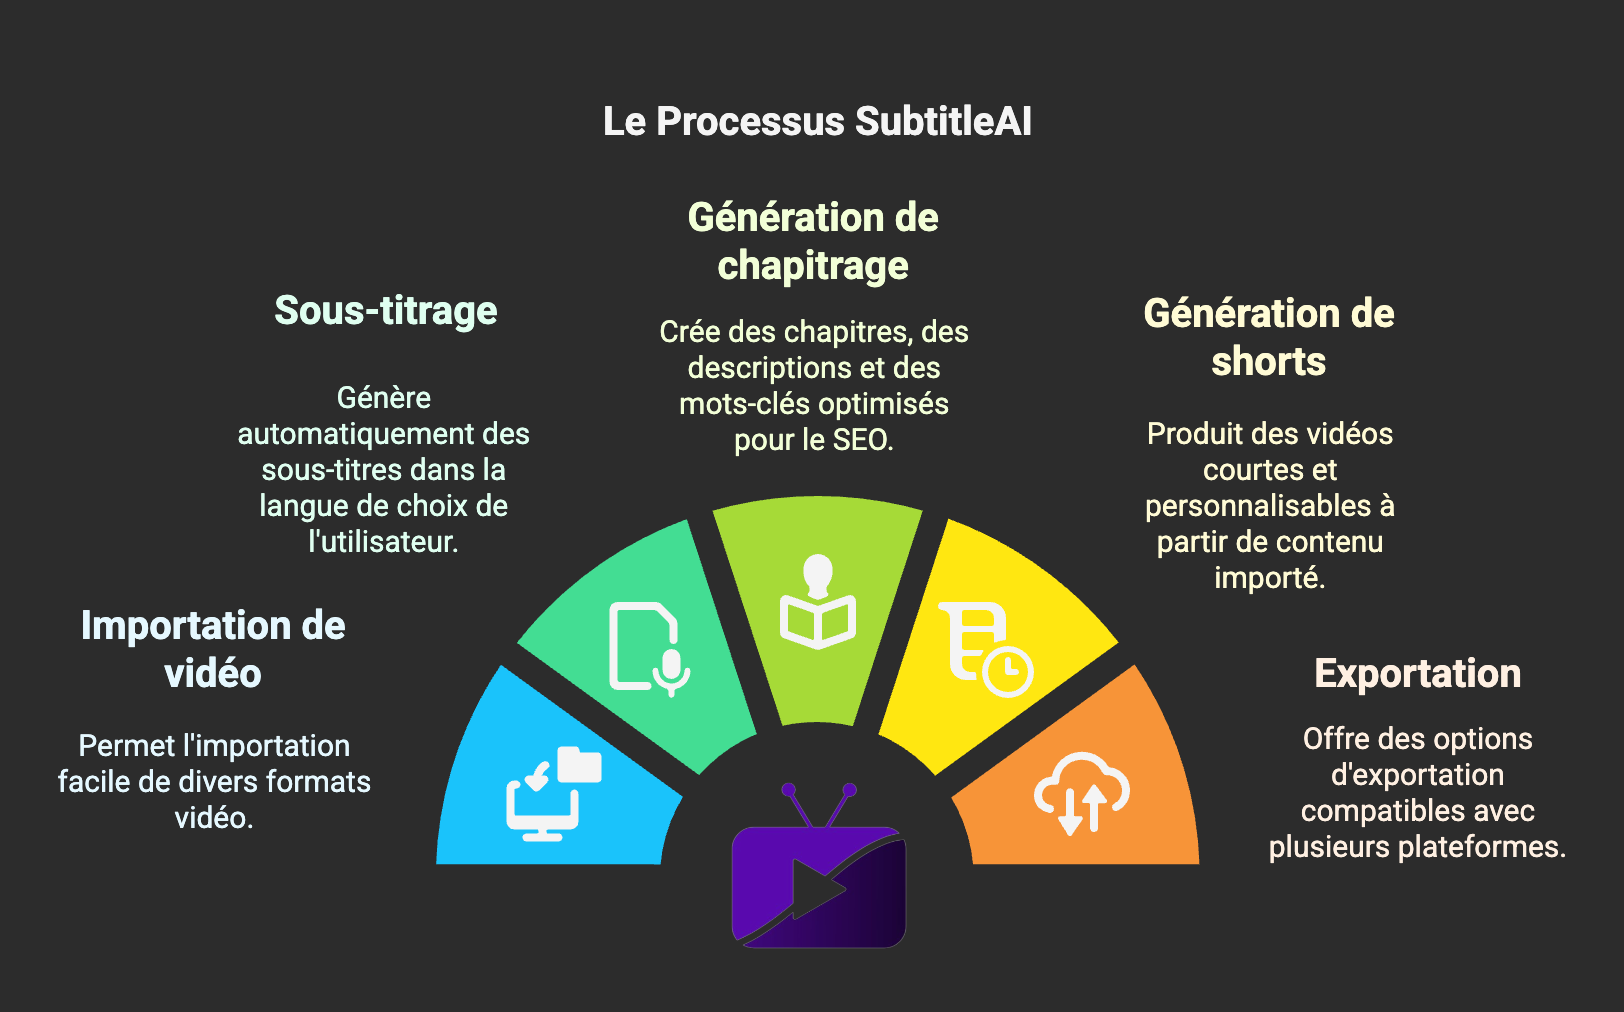 Le Processus SubtitleAI
Importation de
vidéo
Permet l'importation
facile de divers formats
vidéo.
Sous-titrage
Génère
automatiquement des
sous-titres dans la
langue de choix de
l'utilisateur.
Génération de
chapitrage
Crée des chapitres, des
descriptions et des
mots-clés optimisés
pour le SEO.
Génération de
shorts
Produit des vidéos
courtes et
personnalisables à
partir de contenu
importé.
Exportation
Offre des options
d'exportation
compatibles avec
plusieurs plateformes.